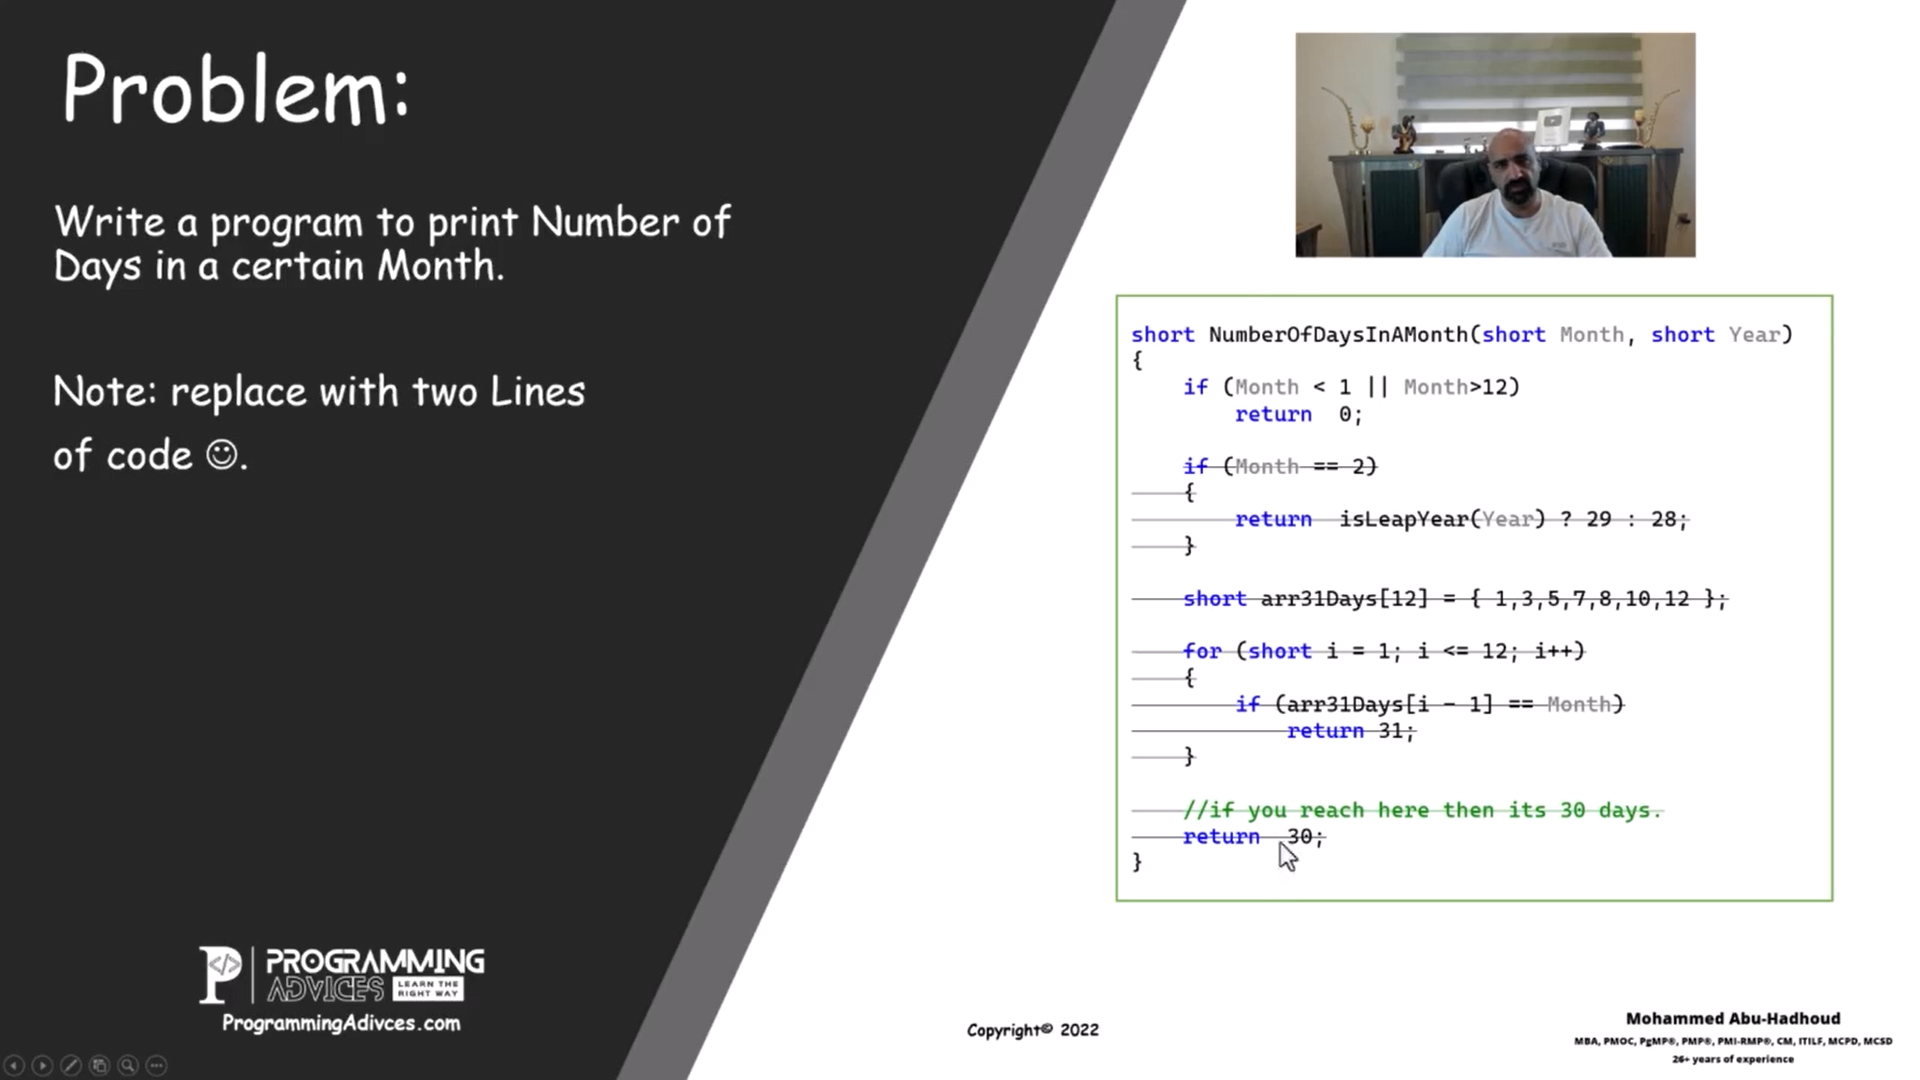 Problem:
Write a program to print Number of
Days in a certain Month.
Note: replace with two Lines
of code ☺.
short NumberOfDaysInAMonth(short Month, short Year)
{
if (Month < 1 || Month>12)
return 0;
if (Month == 2)
{
return isLeapYear(Year) ? 29 : 28;
}
short arr31Days[12] = { 1,3,5,7,8,10,12 };
for (short i = 1; i <= 12; i++)
{
if (arr31Days[i - 1] == Month)
return 31;
}
//if you reach here then its 30 days.
return 30;
}
P </> PROGRAMMING
ADVICES LEARN THE
RIGHT WAY
ProgrammingAdivces.com
Copyright© 2022
Mohammed Abu-Hadhoud
MBA, PMOC, PgMP®, PMP®, PMI-RMP®, CM, ITILF, MCPD, MCSD
26+ years of experience